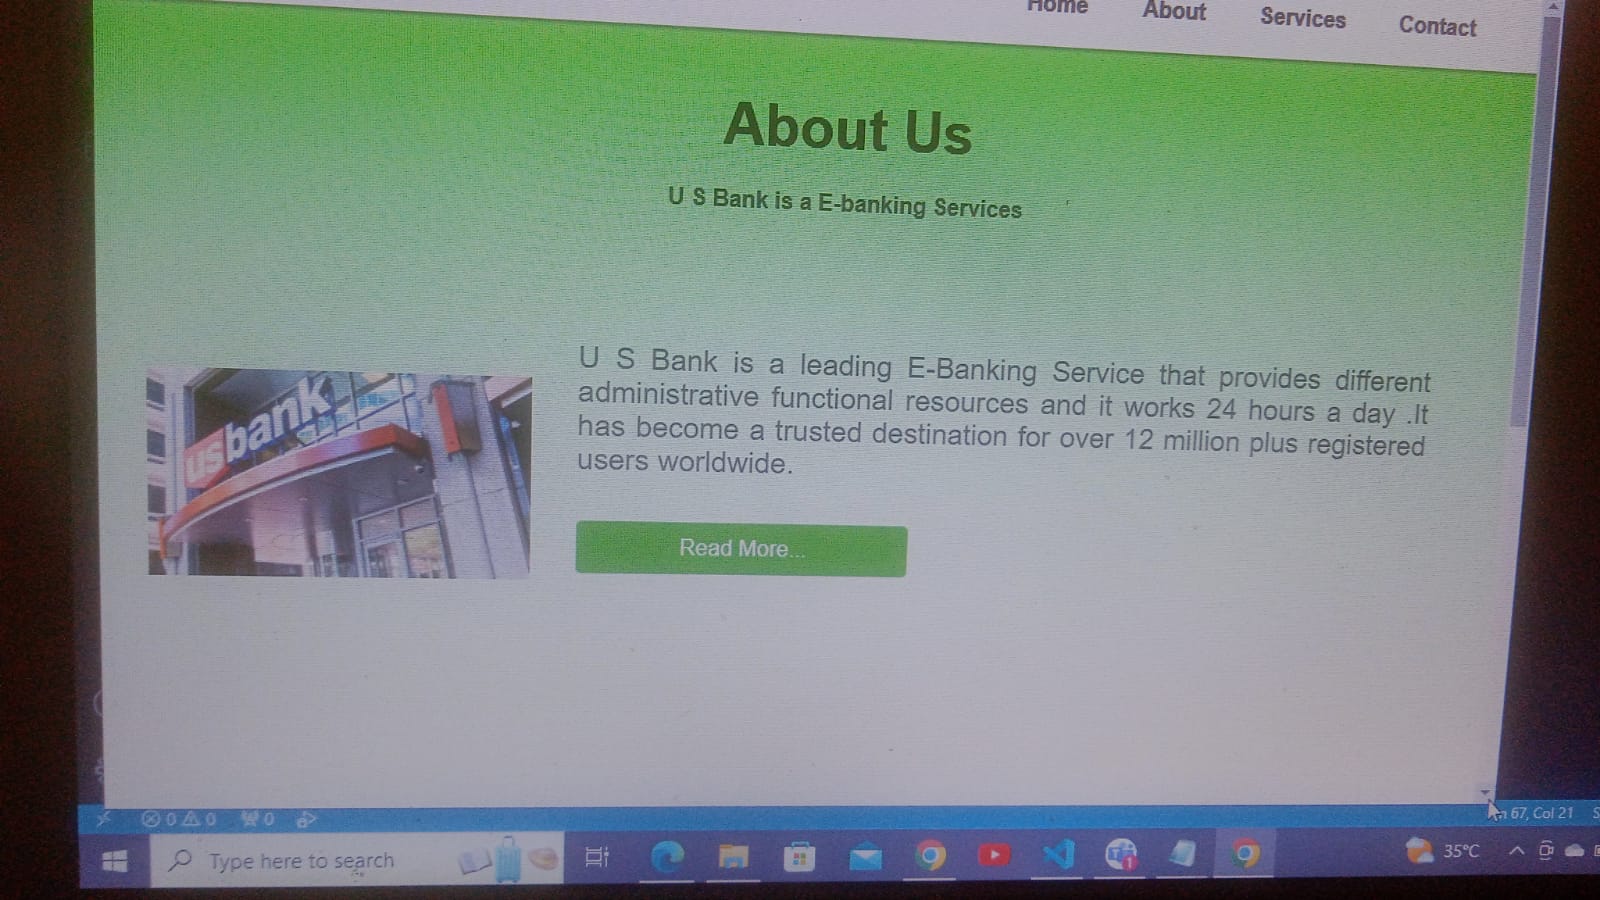 Home About Services Contact
About Us
U S Bank is a E-banking Services
usbank
U S Bank is a leading E-Banking Service that provides different
administrative functional resources and it works 24 hours a day .It
has become a trusted destination for over 12 million plus registered
users worldwide.
Read More...
0 0 0
67, Col 21
Type here to search
1
35°C